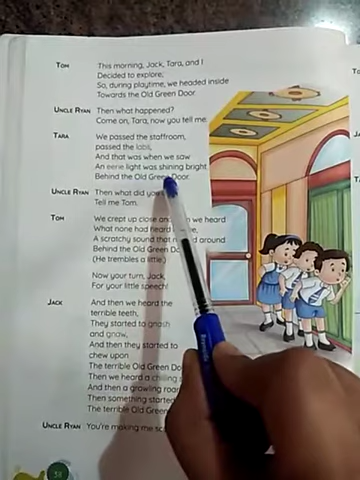 TOM This morning, Jack, Tara, and I
Decided to explore;
So, during playtime, we headed inside
Towards the Old Green Door.
UNCLE RYAN Then what happened?
Come on, Tara, now you tell me.
TARA We passed the staffroom,
passed the labs,
And that was when we saw
An eerie light was shining bright
Behind the Old Green Door.
UNCLE RYAN Then what did you
Tell me Tom.
TOM We crept up close and we heard
What none had heard
A scratchy sound that around
Behind the Old Green
(He trembles a little.)
Now your turn, Jack,
For your little speech!
JACK And then we heard the
terrible teeth,
They started to gnash
and gnaw,
And then they started to
chew upon
The terrible Old Green
Then we heard a chilling
And then a growling roar
Then something started
The terrible Old Green
UNCLE RYAN You're making me
58